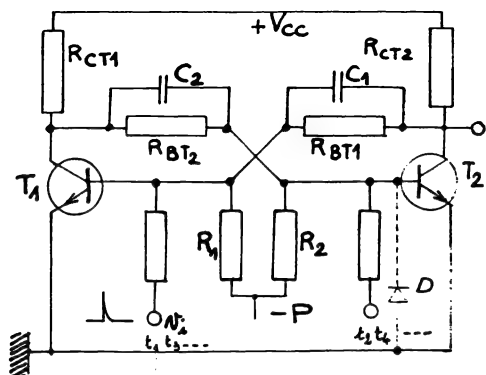 +VCC
RCT1
RCT2
C2
C1
RBT2
RBT1
T1
T2
R1
R2
D
-P
t1 t3 ---
t2 t4 ----